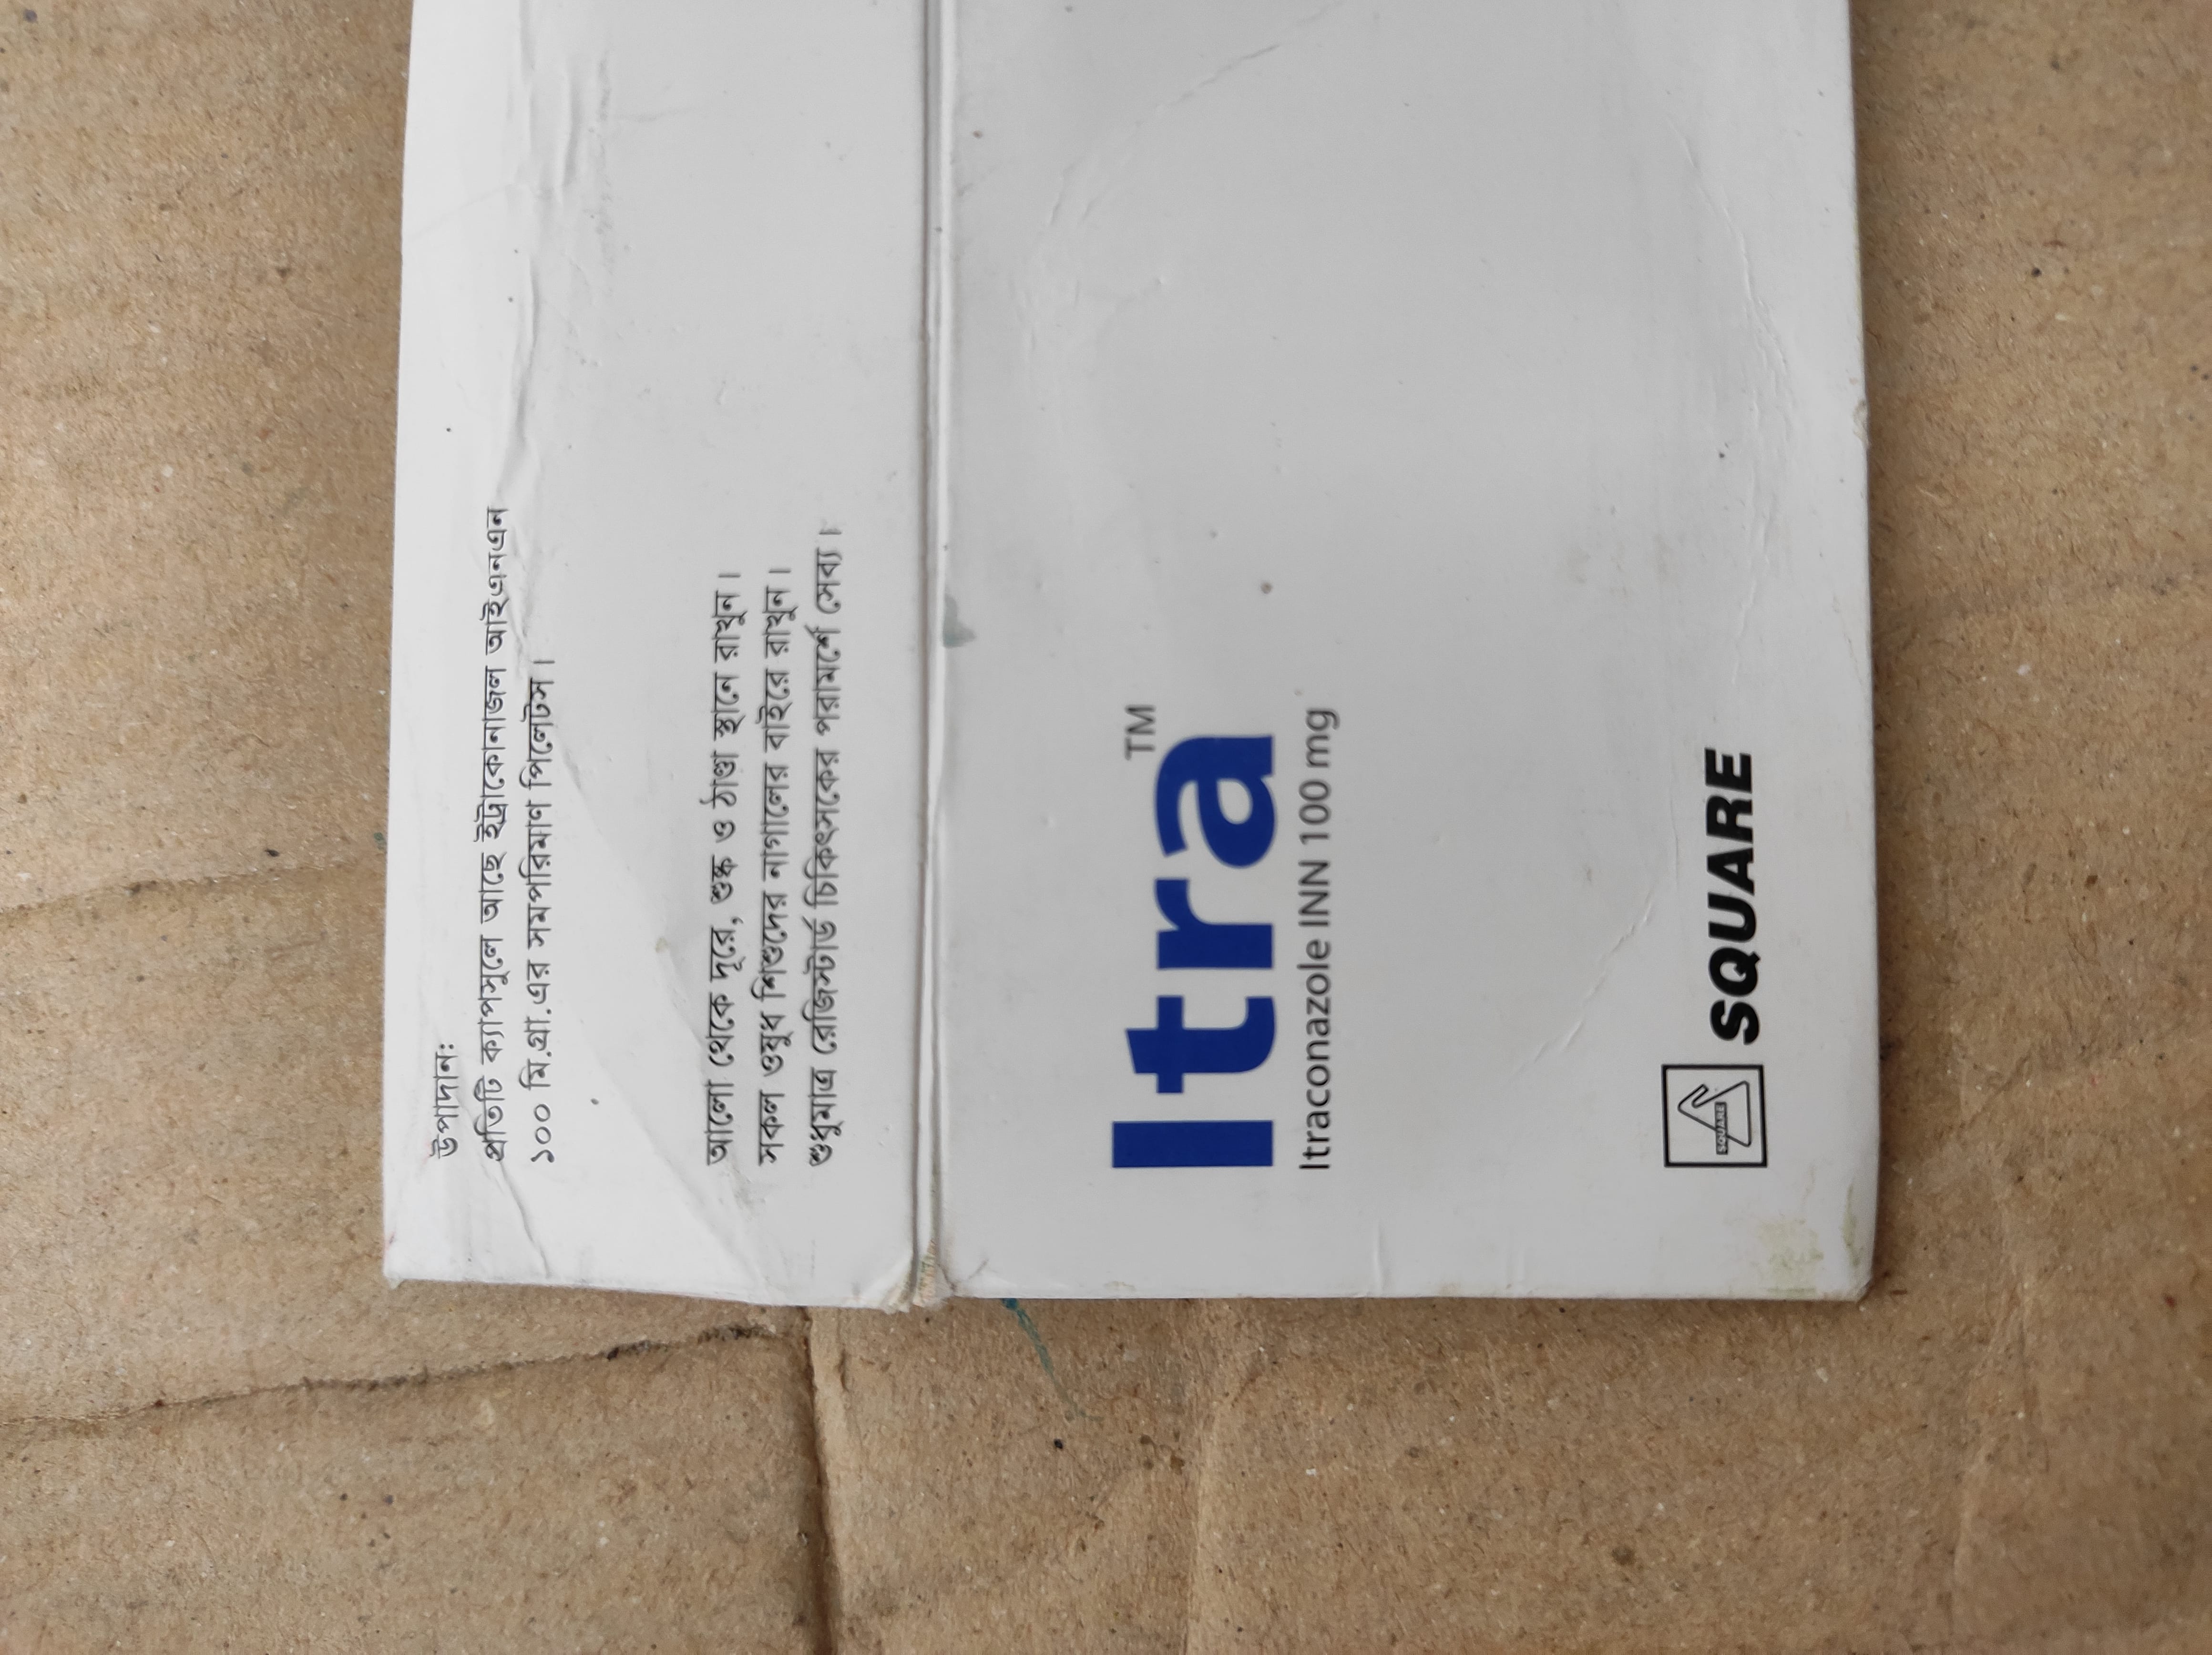 উপাদান:
প্রতিটি ক্যাপসুলে আছে ইট্রাকোনাজল আইএনএন
১০০ মি.গ্রা.এর সমপরিমাণ পিলেটস।
আলো থেকে দূরে, শুষ্ক ও ঠাণ্ডা স্থানে রাখুন।
সকল ওষুধ শিশুদের নাগালের বাইরে রাখুন।
শুধুমাত্র রেজিস্টার্ড চিকিৎসকের পরামর্শে সেব্য।
Itra™
Itraconazole INN 100 mg
SQUARE SQUARE